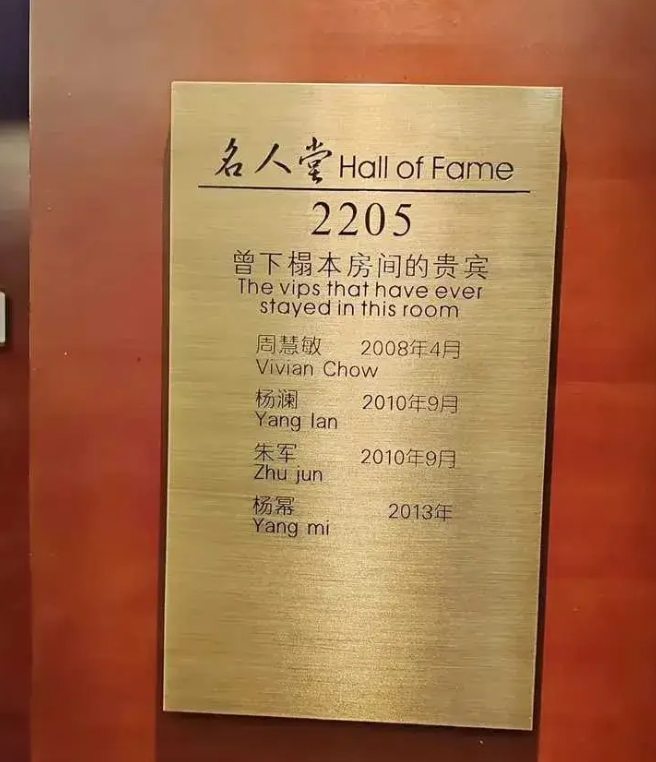 名人堂 Hall of Fame
2205
曾下榻本房间的贵宾
The vips that have ever
stayed in this room
周慧敏 2008年4月
Vivian Chow
杨澜 2010年9月
Yang lan
朱军 2010年9月
Zhu jun
杨幂 2013年
Yang mi